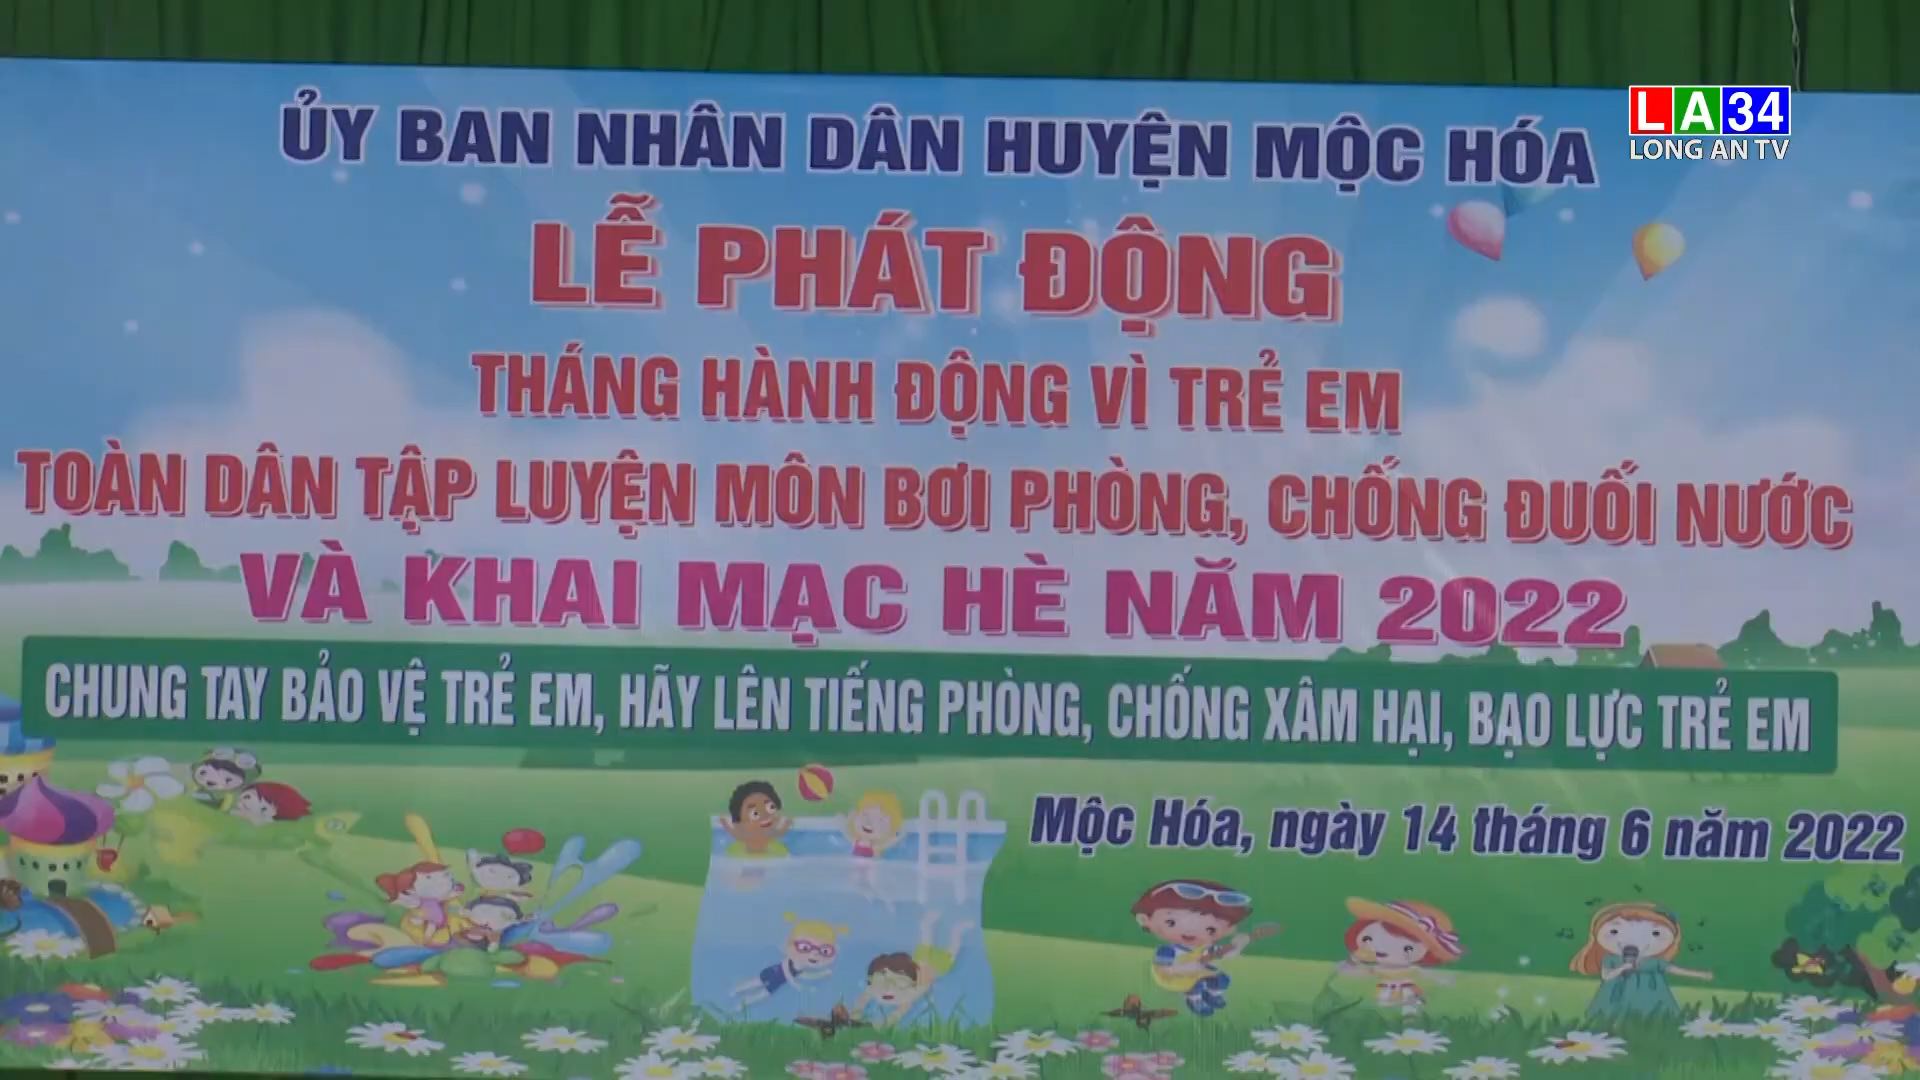 ỦY BAN NHÂN DÂN HUYỆN MỘC HÓA
LA34
LONG AN TV
LỄ PHÁT ĐỘNG
THÁNG HÀNH ĐỘNG VÌ TRẺ EM
TOÀN DÂN TẬP LUYỆN MÔN BƠI PHÒNG, CHỐNG ĐUỐI NƯỚC
VÀ KHAI MẠC HÈ NĂM 2022
CHUNG TAY BẢO VỆ TRẺ EM, HÃY LÊN TIẾNG PHÒNG, CHỐNG XÂM HẠI, BẠO LỰC TRẺ EM
Mộc Hóa, ngày 14 tháng 6 năm 2022